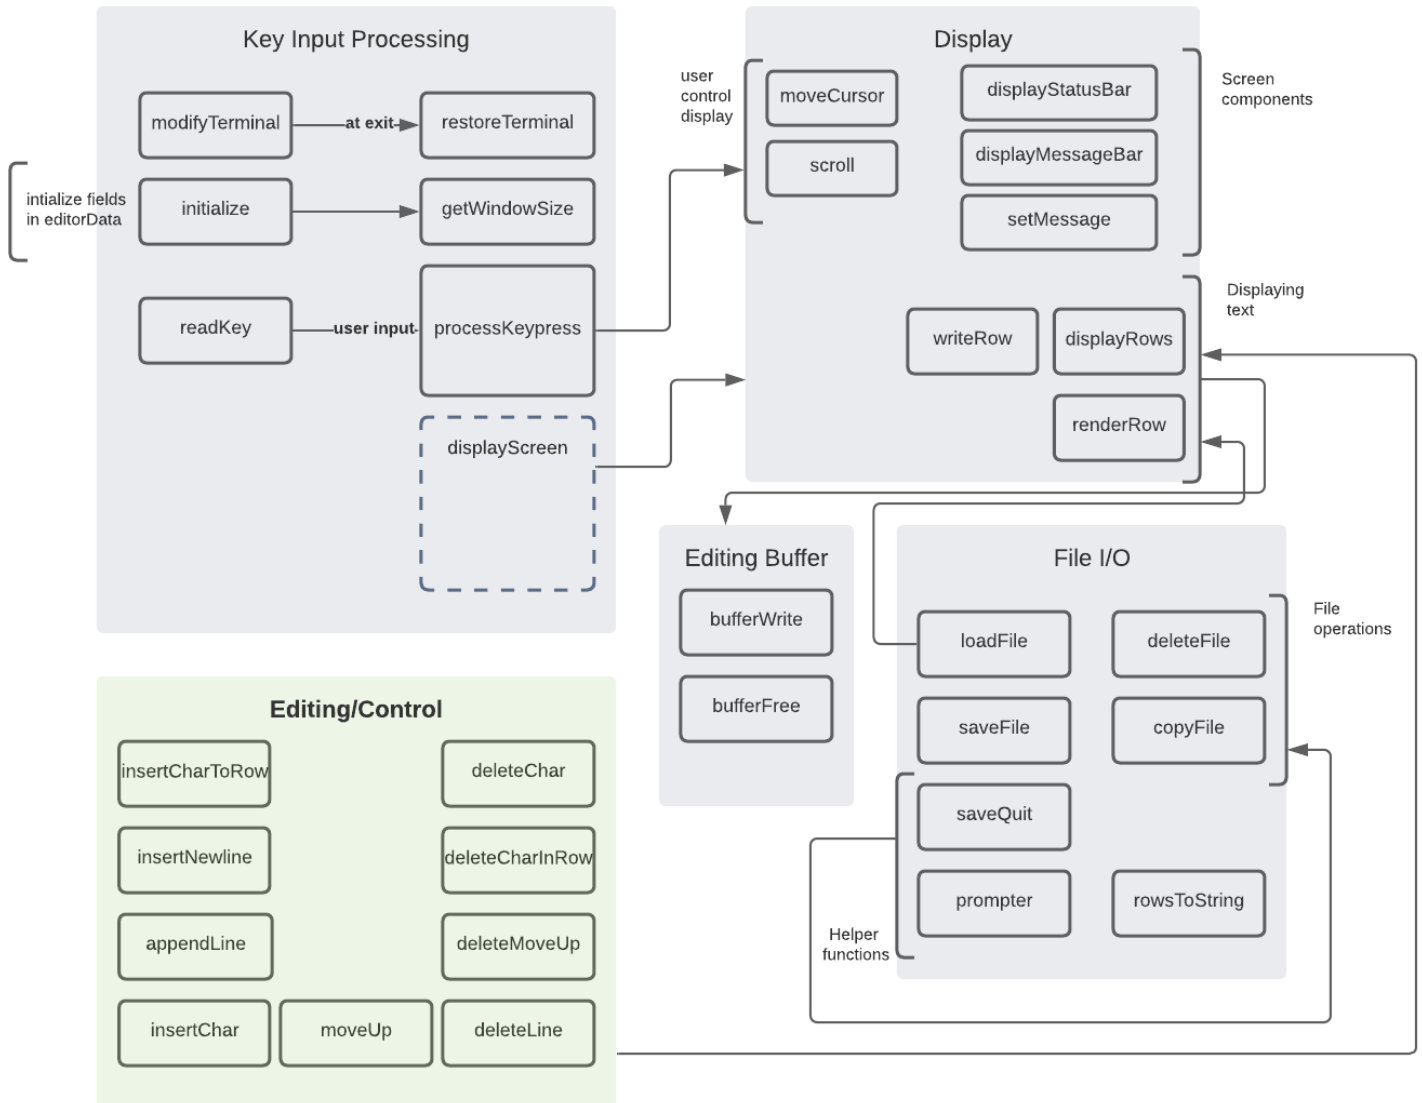 Key Input Processing
modifyTerminal
at exit
restoreTerminal
intialize fields
in editorData
initialize
getWindowSize
readKey
user input
processKeypress
displayScreen
Display
user
control
display
moveCursor
scroll
displayStatusBar
displayMessageBar
setMessage
Screen
components
writeRow
displayRows
renderRow
Displaying
text
Editing Buffer
bufferWrite
bufferFree
File I/O
loadFile
deleteFile
saveFile
copyFile
File
operations
saveQuit
prompter
rowsToString
Helper
functions
Editing/Control
insertCharToRow
deleteChar
insertNewline
deleteCharInRow
appendLine
deleteMoveUp
insertChar
moveUp
deleteLine